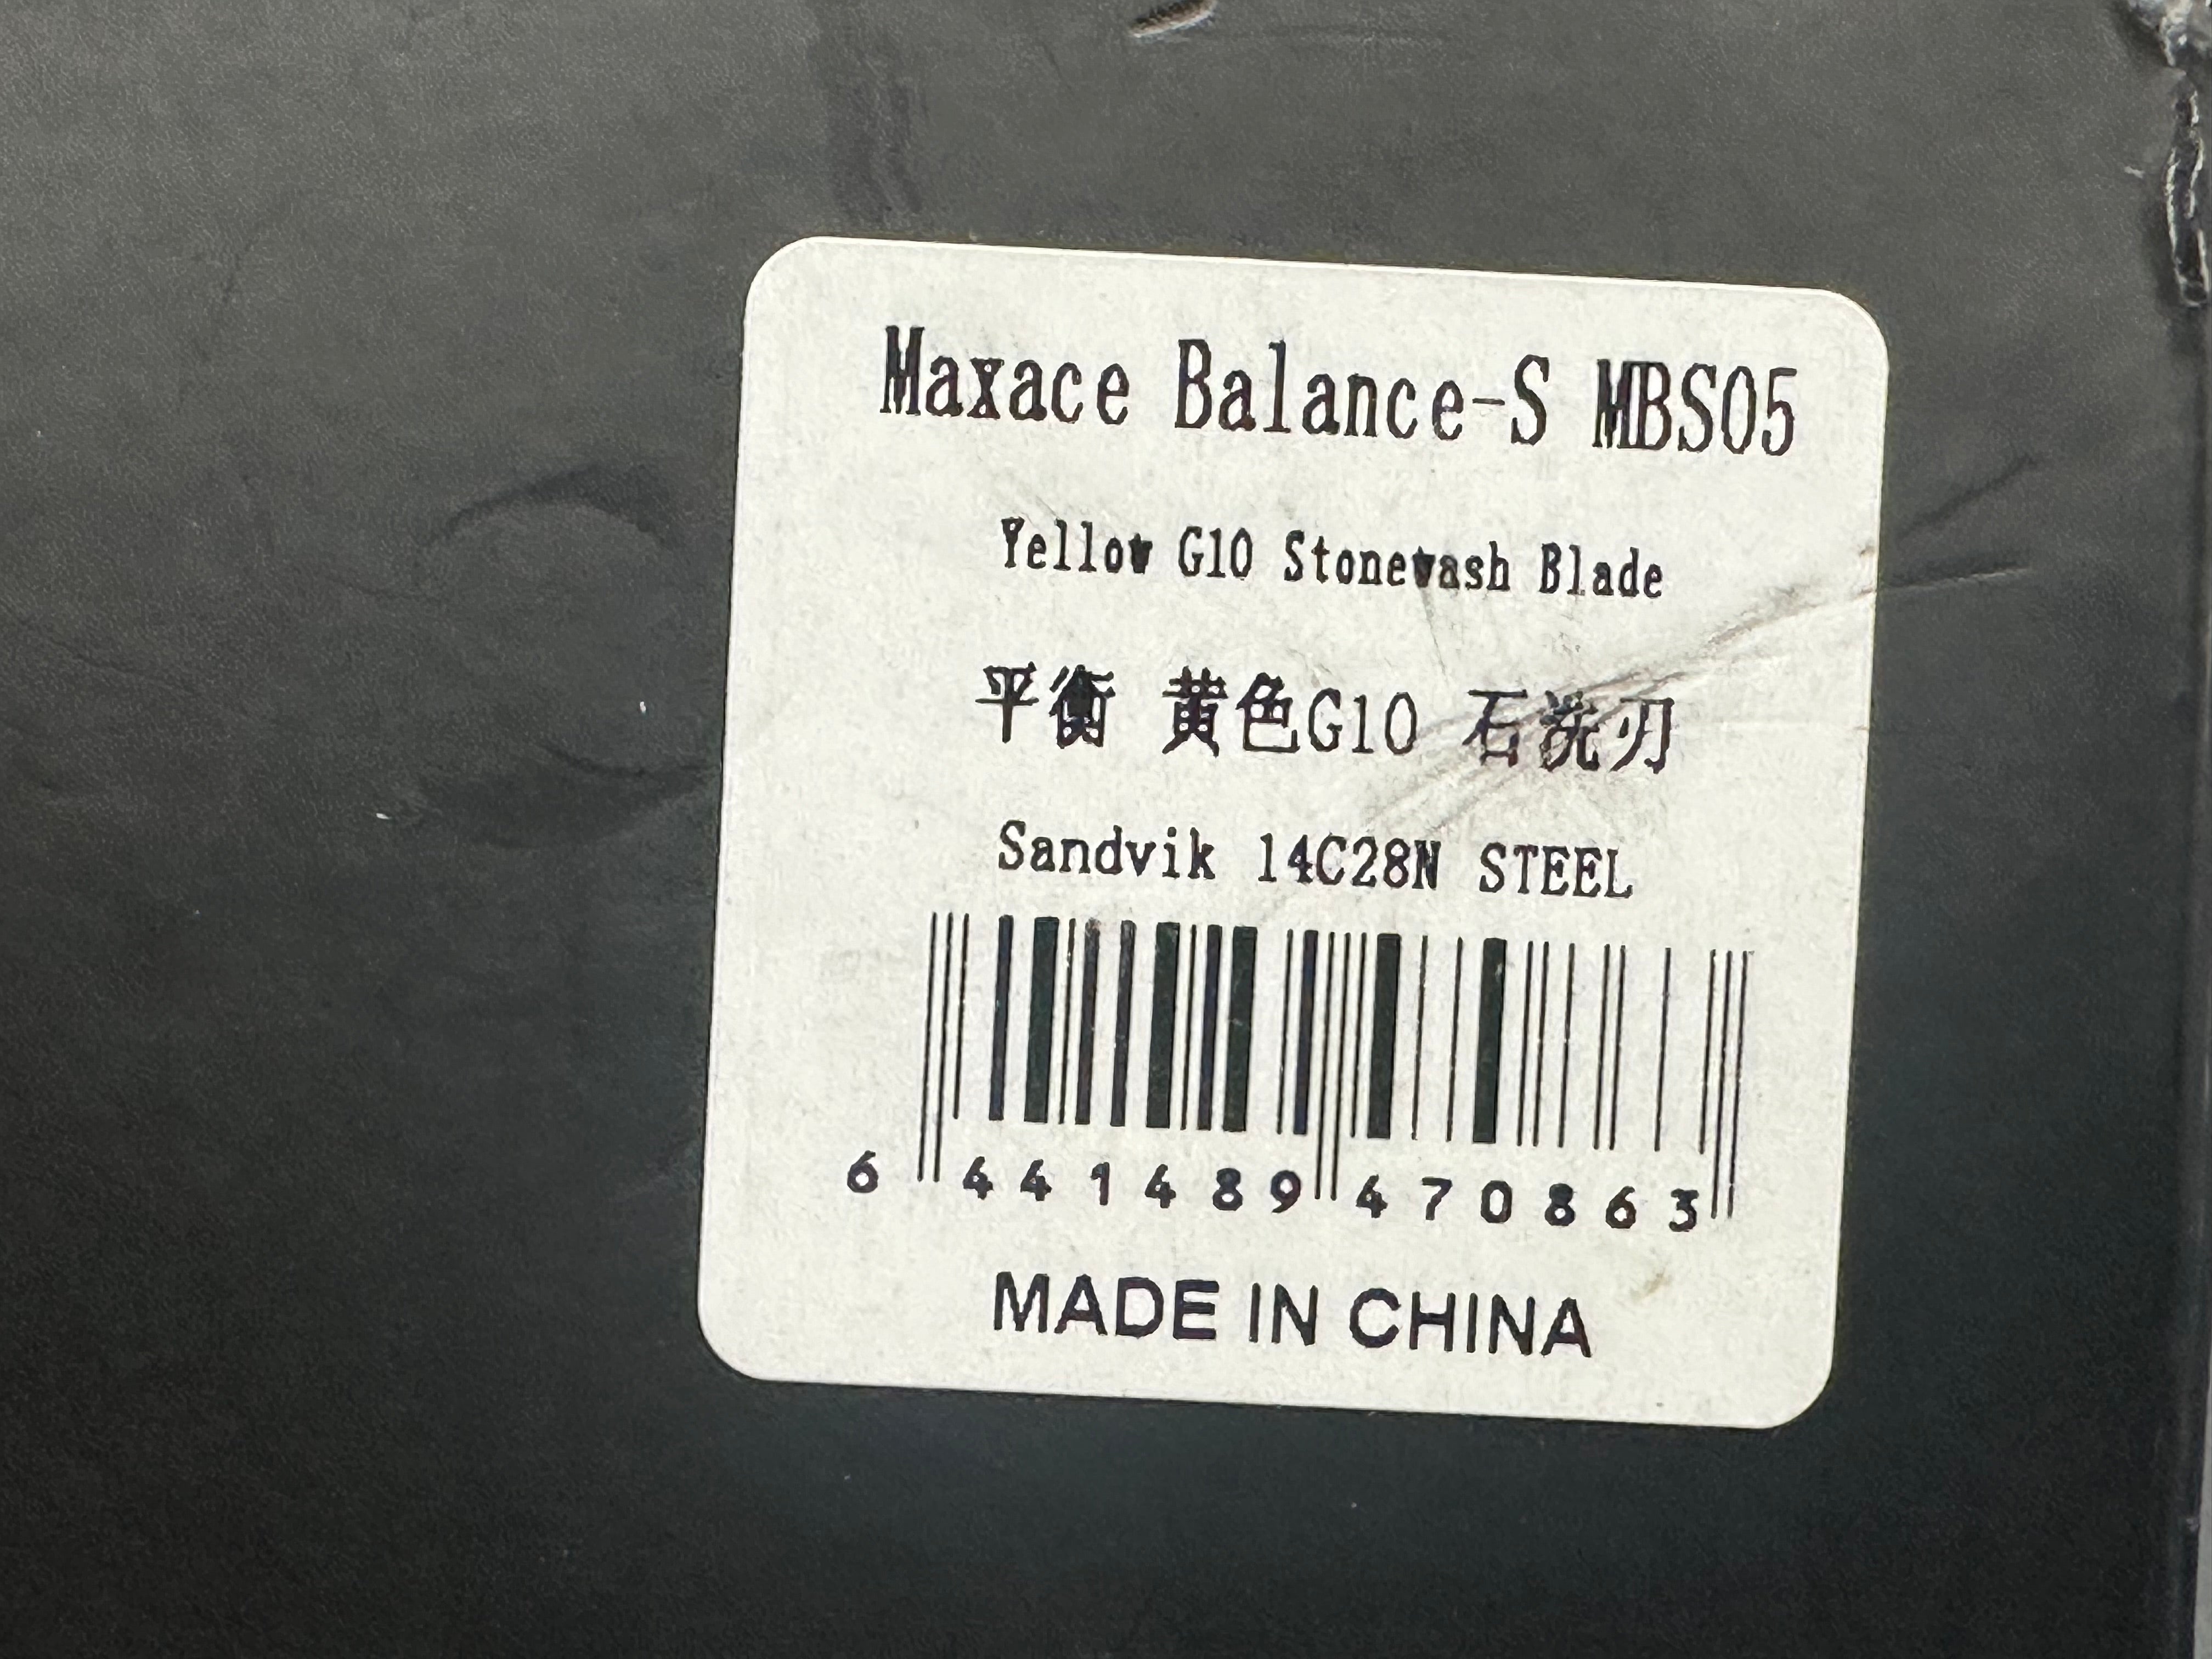 Maxace Balance-S MBS05
Yellow G10 Stonewash Blade
平衡 黄色G10 石洗刃
Sandvik 14C28N STEEL
6 441489 470863
MADE IN CHINA